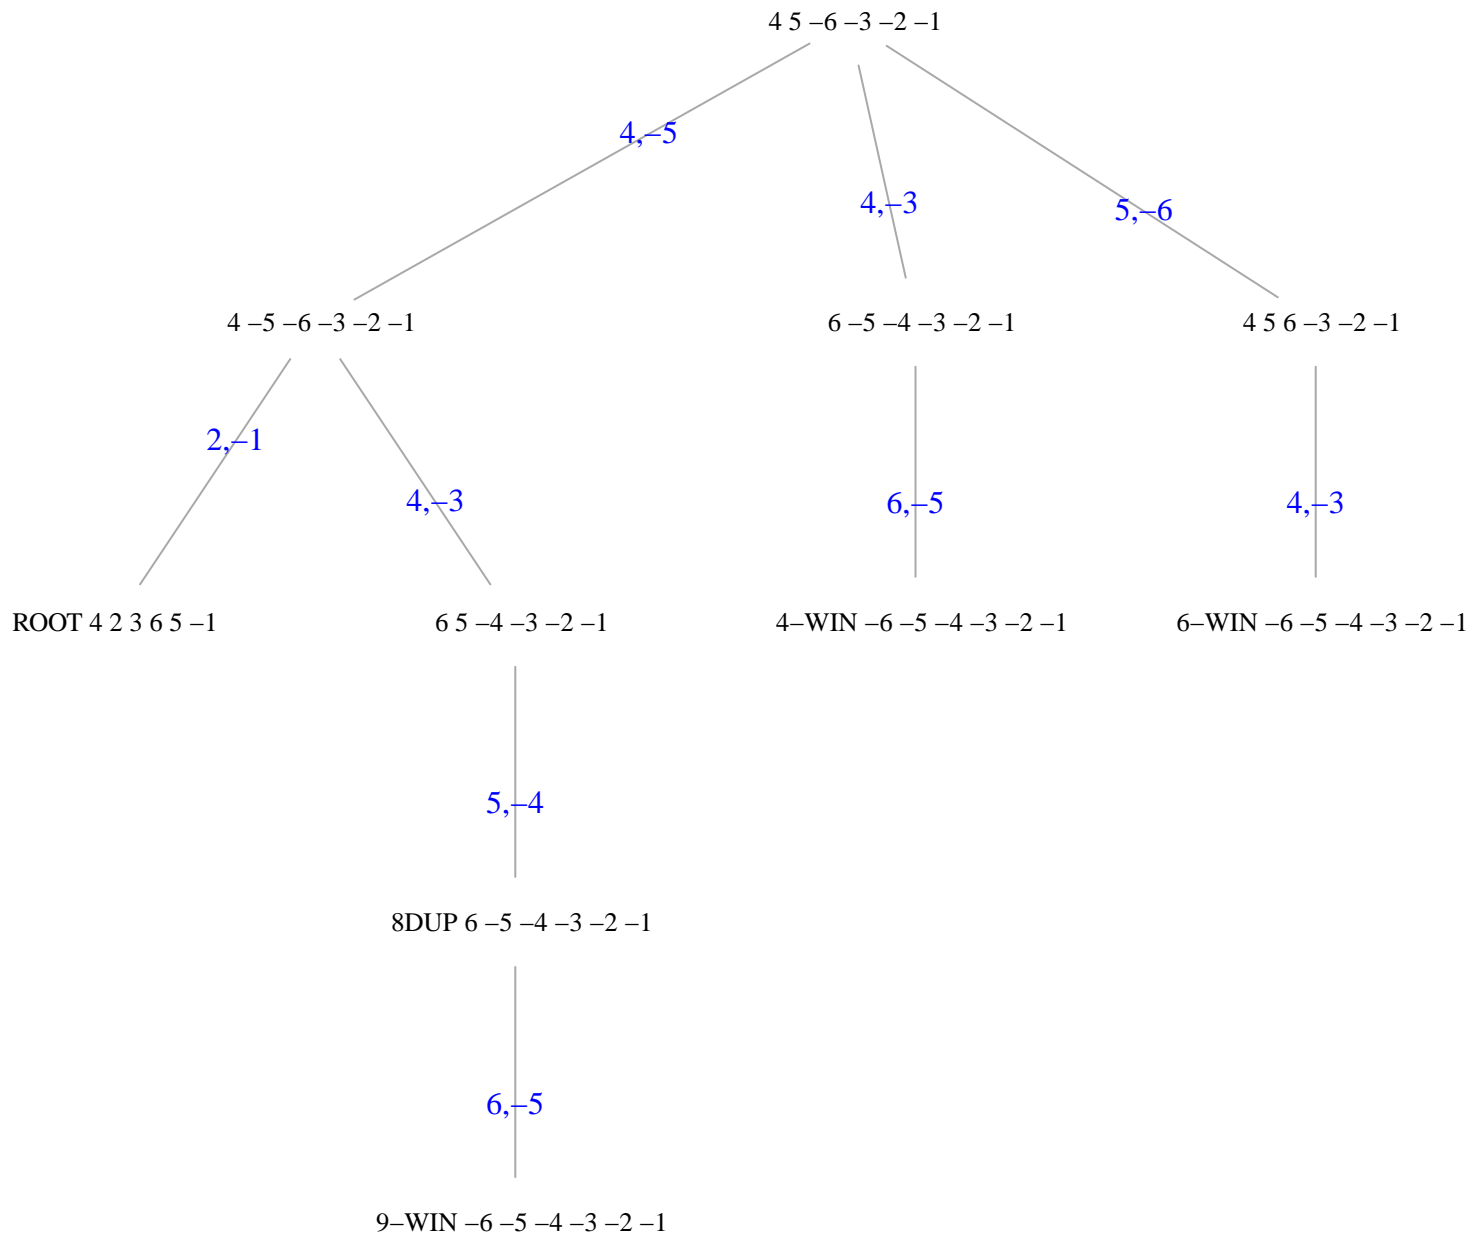 4 5 –6 –3 –2 –1
4,–5
4,–3
5,–6
4 –5 –6 –3 –2 –1
6 –5 –4 –3 –2 –1
4 5 6 –3 –2 –1
2,–1
4,–3
6,–5
4,–3
ROOT 4 2 3 6 5 –1
6 5 –4 –3 –2 –1
4–WIN –6 –5 –4 –3 –2 –1
6–WIN –6 –5 –4 –3 –2 –1
5,–4
8DUP 6 –5 –4 –3 –2 –1
6,–5
9–WIN –6 –5 –4 –3 –2 –1